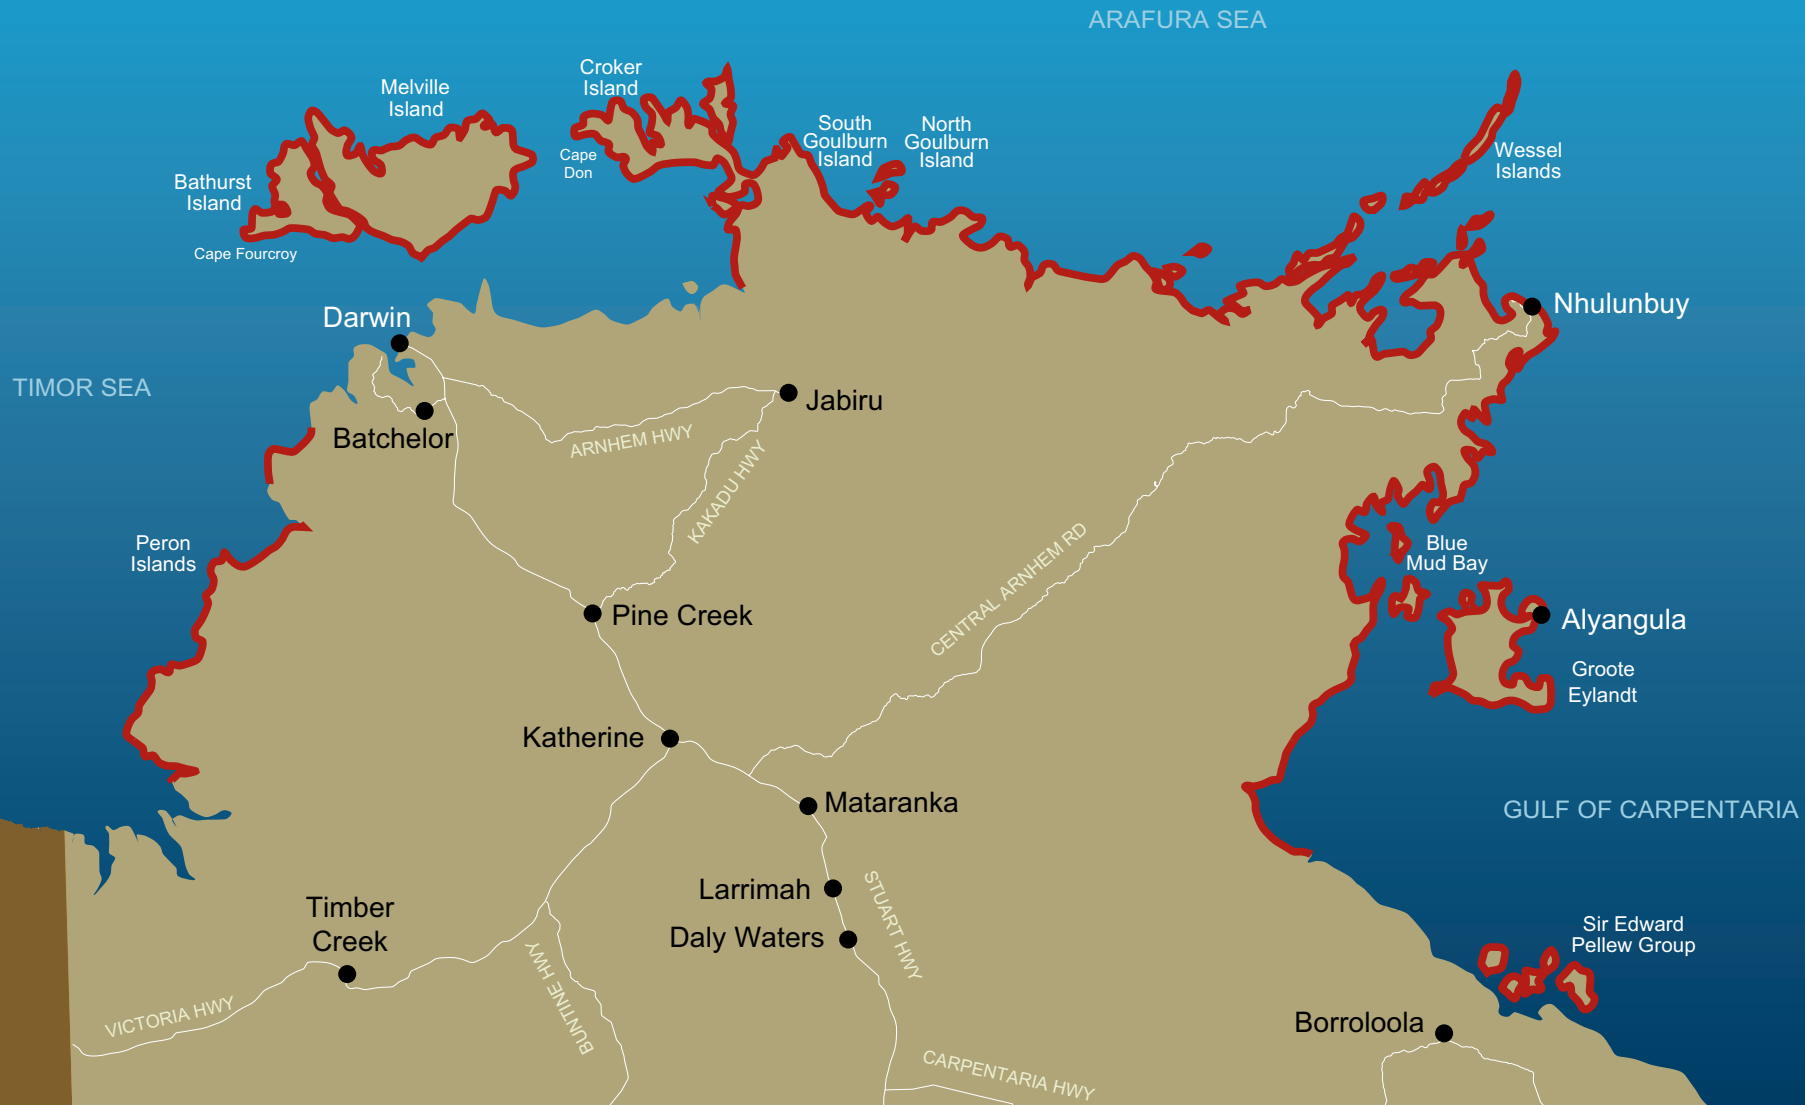 ARAFURA SEA
Croker
Island
Melville
Island
South
Goulburn
Island
North
Goulburn
Island
Wessel
Islands
Cape
Don
Bathurst
Island
Cape Fourcroy
Darwin
Nhulunbuy
TIMOR SEA
Jabiru
Batchelor
ARNHEM HWY
KAKADU HWY
Peron
Islands
Blue
Mud Bay
CENTRAL ARNHEM RD
Pine Creek
Alyangula
Groote
Eylandt
Katherine
Mataranka
GULF OF CARPENTARIA
Larrimah
STUART HWY
Timber
Creek
Daly Waters
Sir Edward
Pellew Group
VICTORIA HWY
BUNTINE HWY
Borroloola
CARPENTARIA HWY